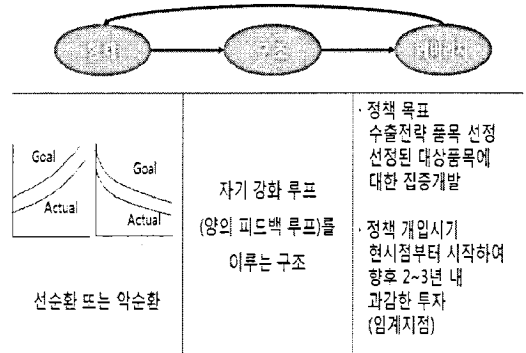 구조
Goal
Actual
Goal
Actual
선순환 또는 악순환
자기 강화 루프
(양의 피드백 루프)를
이루는 구조
· 정책 목표
수출전략 품목 선정
선정된 대상품목에
대한 집중개발
· 정책 개입시기
현시점부터 시작하여
향후 2~3년 내
과감한 투자
(임계지점)